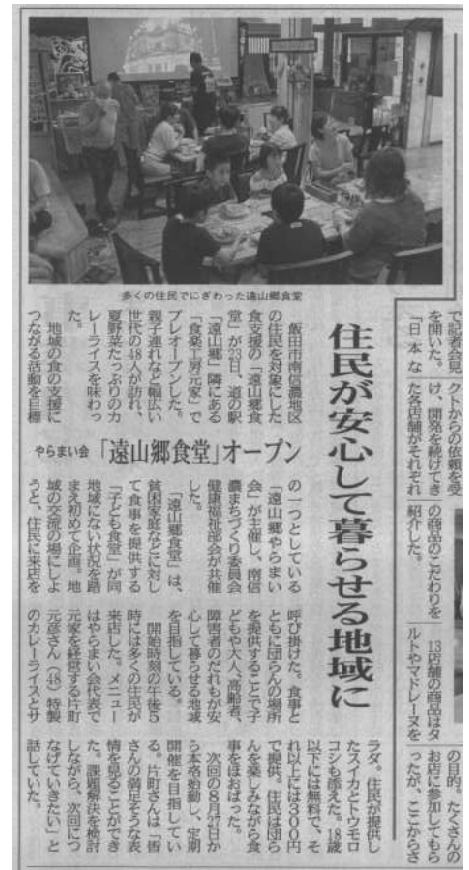 多くの住民でにぎわった遠山郷食堂
住民が安心して暮らせる地域に
やらまい会「遠山郷食堂」オープン
飯田市南信濃地区
の住民を対象にした
食支援の「遠山郷食
堂」が23日、道の駅
「遠山郷」隣にある
「食楽工房元家」で
プレオープンした。
親子連れなど幅広い
世代の48人が訪れ、
夏野菜たっぷりのカ
レーライスを味わっ
た。
地域の食の支援に
つながる活動を目標
の一つとしている
「遠山郷やらまい
会」が主催し、南信
濃まちづくり委員会
健康福祉部会が共催
した。
「遠山郷食堂」は、
貧困家庭などに対し
て食事を提供する
「子ども食堂」が同
地域にない状況を踏
まえ初めて企画。地
域の交流の場にしよ
うと、住民に来店を
呼び掛けた。食事と
ともに団らんの場所
を提供することで子
どもや大人、高齢者、
障害者のだれもが安
心して暮らせる地域
を目指している。
開始時刻の午後5
時には多くの住民が
来店した。メニュー
はやらまい会代表で
元家を経営する片町
元彦さん(48)特製
のカレーライスとサ
ラダ。住民が提供し
たスイカとトウモロ
コシも添えた。18歳
以下には無料で、そ
れ以上には300円
で提供。住民は団ら
んを楽しみながら食
事をほおばった。
次回の8月27日か
ら本格始動し、定期
開催を目指してい
る。片町さんは「皆
さんの満足そうな表
情を見ることができ
た。課題解決を検討
しながら、次回につ
なげていきたい」と
話していた。
で記者会見
を開いた。
「日本な
クトからの依頼を受
け、開発を続けてき
た各店舗がそれぞれ
の商品のこだわりを
紹介した。
13店舗の商品はタ
ルトやマドレーヌを
の目的。たくさんの
お店に参加してもら
ったが、ここからさ